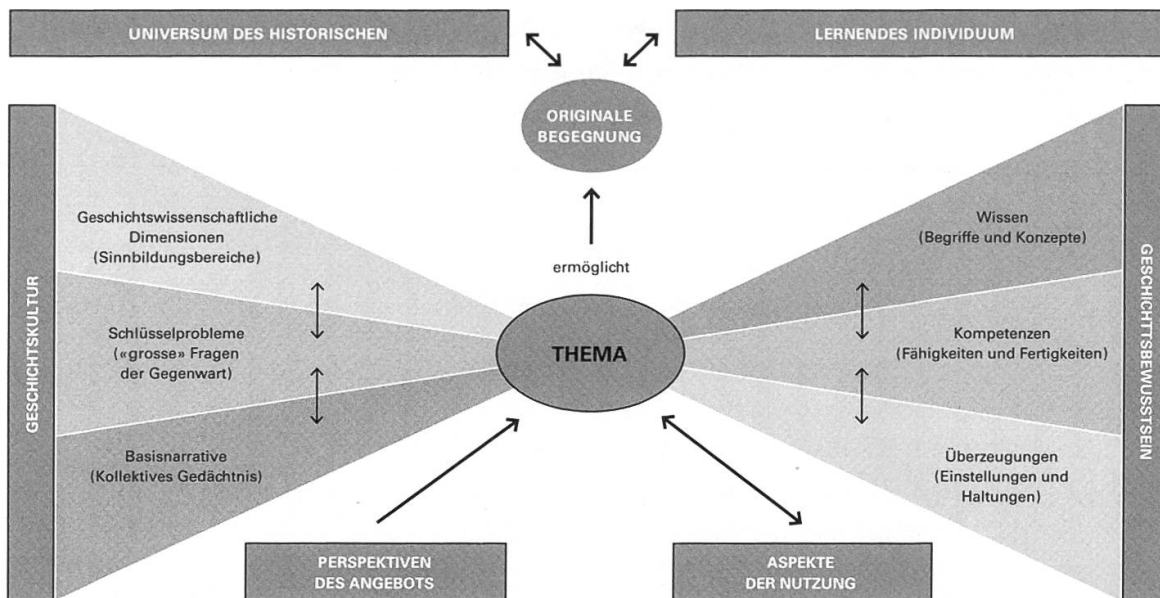 UNIVERSUM DES HISTORISCHEN
LERNENDES INDIVIDUUM
ORIGINALE
BEGEGNUNG
GESCHICHTSKULTUR
Geschichtswissenschaftliche
Dimensionen
(Sinnbildungsbereiche)
Schlüsselprobleme
(«grosse» Fragen
der Gegenwart)
Basisnarrative
(Kollektives Gedächtnis)
ermöglicht
THEMA
Wissen
(Begriffe und Konzepte)
Kompetenzen
(Fähigkeiten und Fertigkeiten)
Überzeugungen
(Einstellungen und
Haltungen)
GESCHICHTTSBEWUSSTSEIN
PERSPEKTIVEN
DES ANGEBOTS
ASPEKTE
DER NUTZUNG